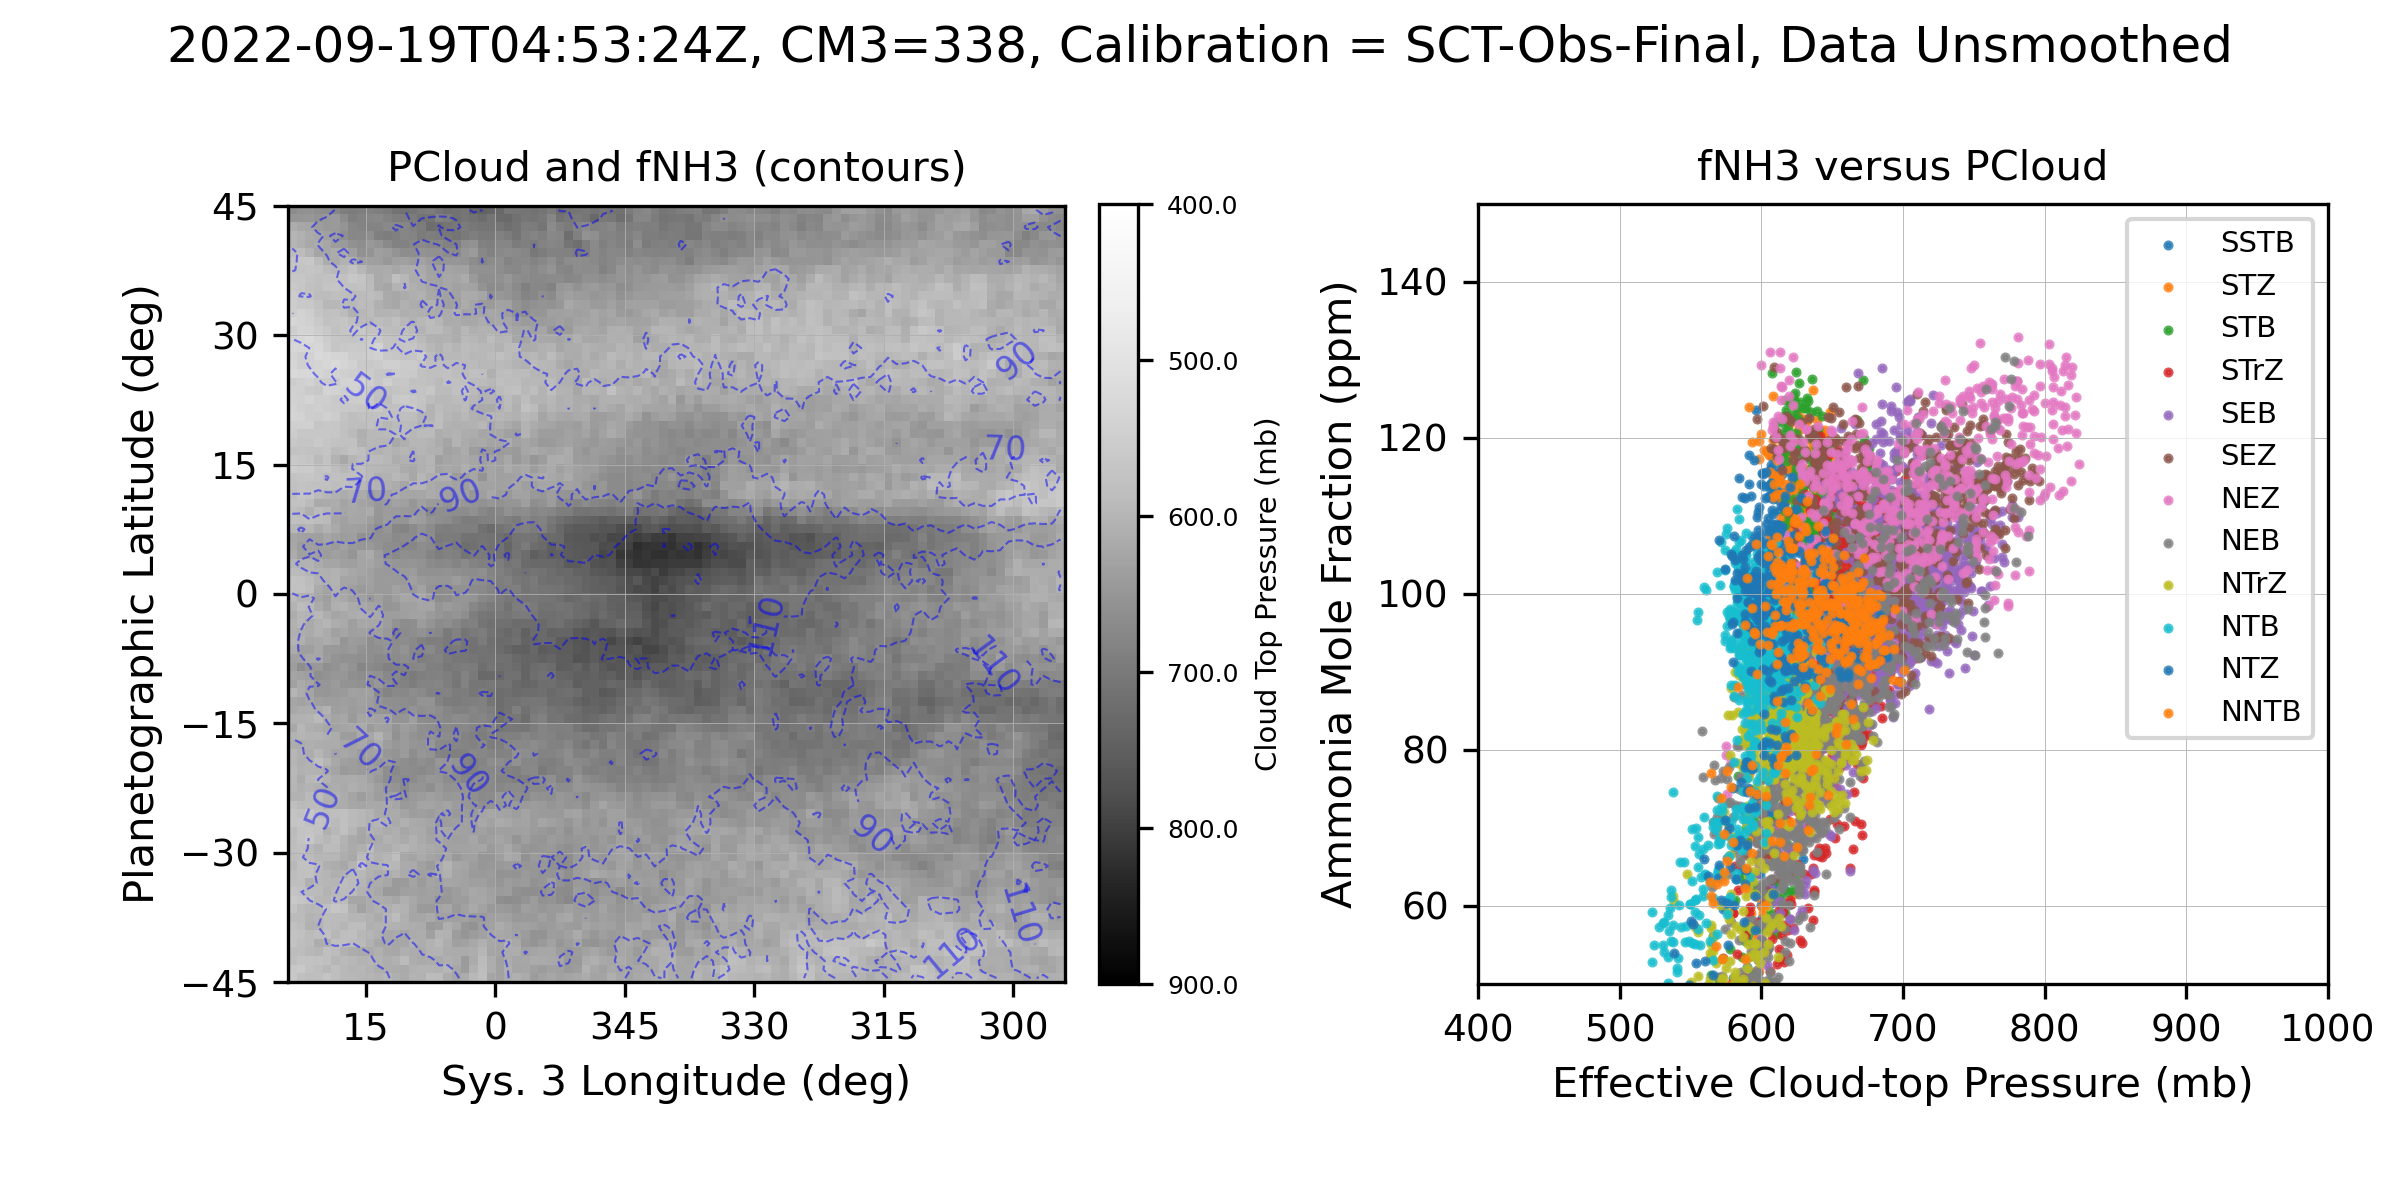 2022-09-19T04:53:24Z, CM3=338, Calibration = SCT-Obs-Final, Data Unsmoothed
PCloud and fNH3 (contours)
45
30
15
0
−15
−30
−45
Planetographic Latitude (deg)
15
0
345
330
315
300
Sys. 3 Longitude (deg)
50
90
70
70
90
110
110
70
90
50
90
110
110
400.0
500.0
600.0
700.0
800.0
900.0
Cloud Top Pressure (mb)
fNH3 versus PCloud
140
120
100
80
60
Ammonia Mole Fraction (ppm)
400
500
600
700
800
900
1000
Effective Cloud-top Pressure (mb)
SSTB
STZ
STB
STrZ
SEB
SEZ
NEZ
NEB
NTrZ
NTB
NTZ
NNTB